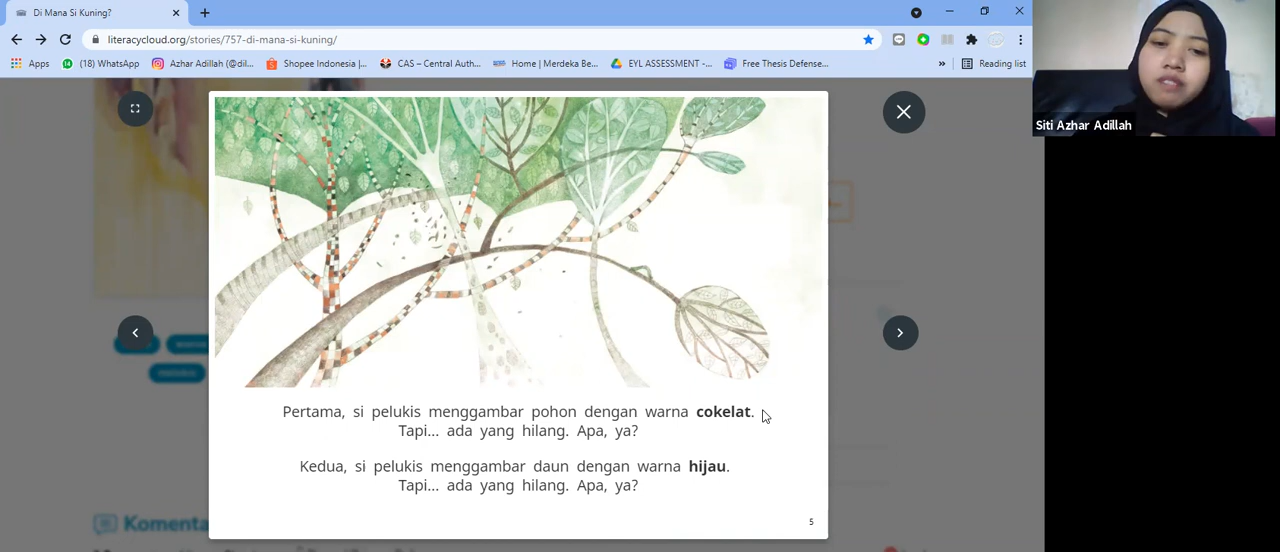 Di Mana Si Kuning?
literacycloud.org/stories/757-di-mana-si-kuning/
Apps
(18) WhatsApp
Azhar Adillah (@dil...
Shopee Indonesia |...
CAS – Central Auth...
Home | Merdeka Be...
EYL ASSESSMENT -...
Free Thesis Defense...
»
Reading list
Siti Azhar Adillah
Pertama, si pelukis menggambar pohon dengan warna cokelat.
Tapi... ada yang hilang. Apa, ya?
Kedua, si pelukis menggambar daun dengan warna hijau.
Tapi... ada yang hilang. Apa, ya?
5
Komenta